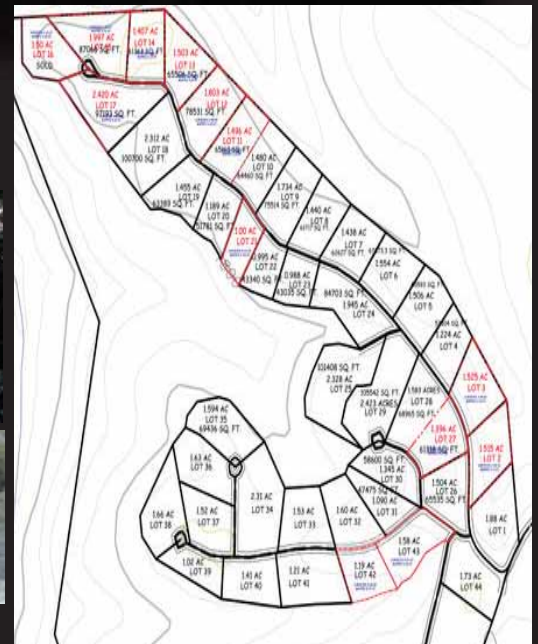 1.50 AC
LOT 16
SOLD
1.997 AC
87068 SQ. FT.
1.407 AC
LOT 14
1.503 AC
LOT 13
65506 SQ. FT.
1.803 AC
LOT 12
78531 SQ. FT.
2.420 AC
LOT 17
1.496 AC
LOT 11
2.312 AC
LOT 18
100700 SQ. FT.
1.480 AC
LOT 10
64460 SQ. FT.
1.455 AC
LOT 19
63389 SQ. FT.
1.734 AC
LOT 9
75514 SQ. FT.
1.189 AC
LOT 20
51781 SQ. FT.
1.440 AC
LOT 8
1.00 AC
LOT 21
1.438 AC
LOT 7
0.995 AC
LOT 22
43340 SQ. FT.
1.554 AC
LOT 6
0.988 AC
LOT 23
43035 SQ. FT.
84703 SQ. FT.
1.945 AC
LOT 24
1.506 AC
LOT 5
1.224 AC
LOT 4
101408 SQ. FT.
2.328 AC
LOT 25
105542 SQ. FT.
2.423 ACRES
LOT 29
1.583 ACRES
LOT 28
68965 SQ. FT.
1.525 AC
LOT 3
1.594 AC
LOT 35
69436 SQ. FT.
1.396 AC
LOT 27
1.515 AC
LOT 2
58600 SQ. FT.
1.345 AC
LOT 30
1.63 AC
LOT 36
47475 SQ. FT.
1.090 AC
LOT 31
1.504 AC
LOT 26
65535 SQ. FT.
2.31 AC
LOT 34
1.66 AC
LOT 38
1.52 AC
LOT 37
1.53 AC
LOT 33
1.60 AC
LOT 32
1.88 AC
LOT 1
1.58 AC
LOT 43
1.02 AC
LOT 39
1.41 AC
LOT 40
1.21 AC
LOT 41
1.19 AC
LOT 42
1.73 AC
LOT 44